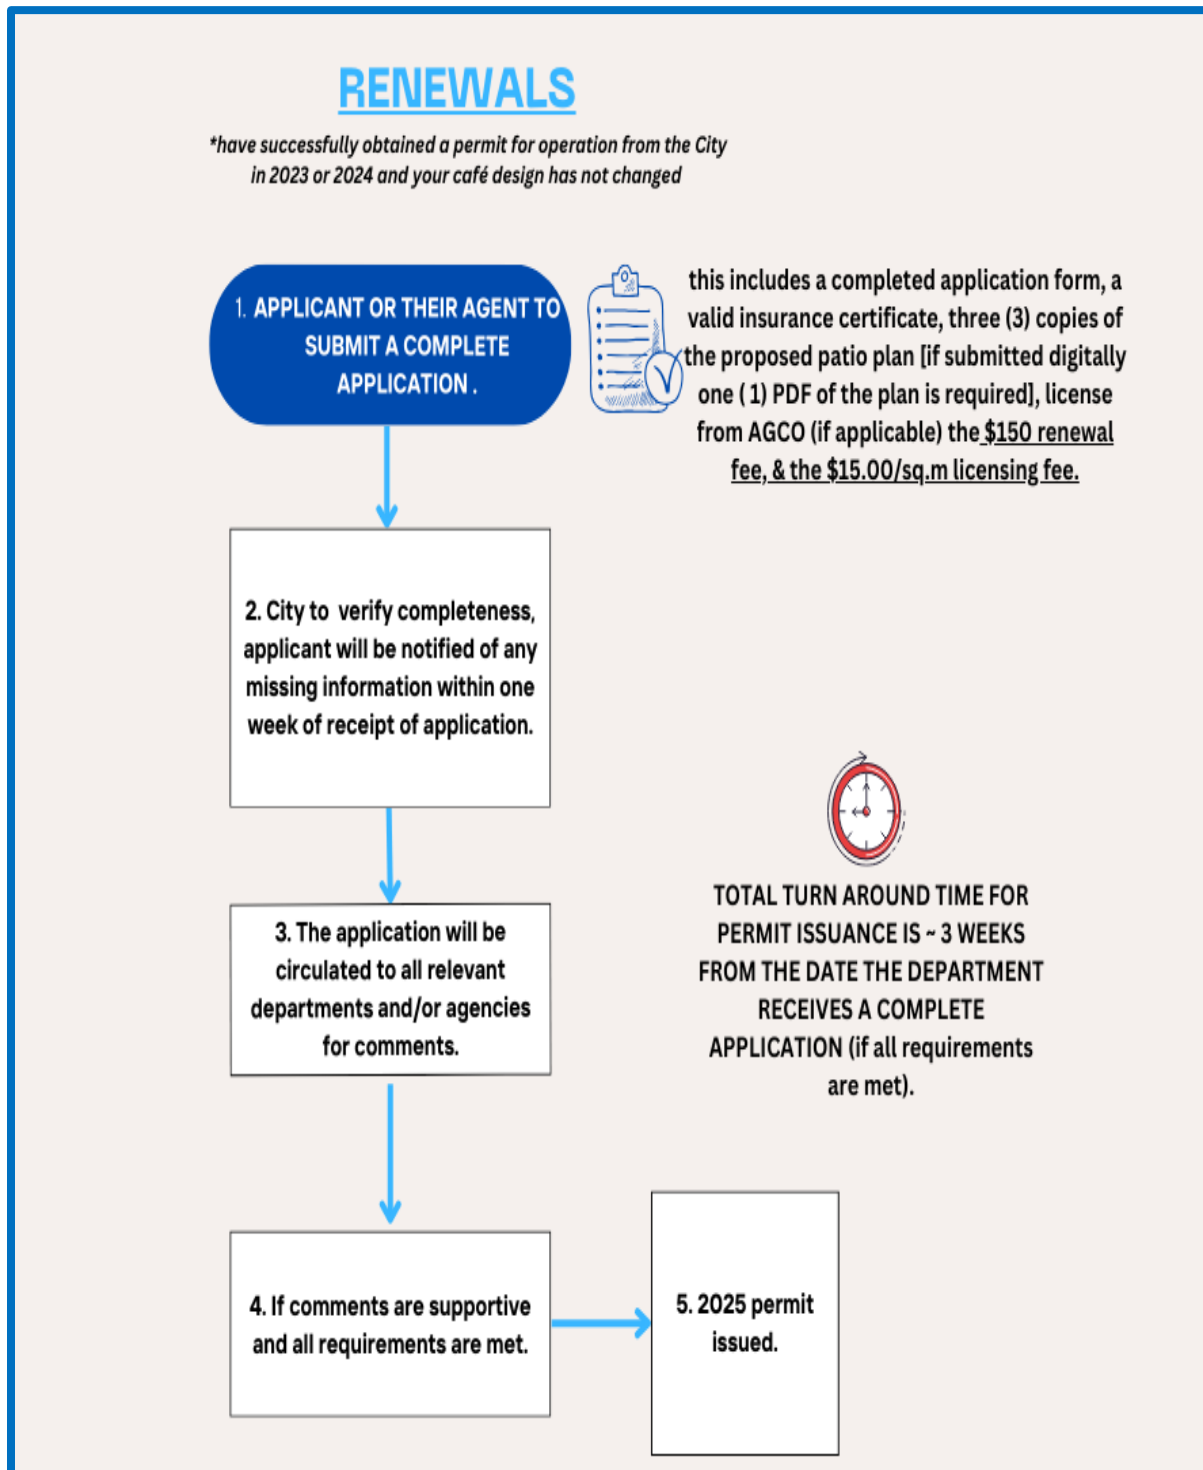 RENEWALS
*have successfully obtained a permit for operation from the City
in 2023 or 2024 and your café design has not changed
1. APPLICANT OR THEIR AGENT TO
SUBMIT A COMPLETE
APPLICATION .
this includes a completed application form, a
valid insurance certificate, three (3) copies of
the proposed patio plan [if submitted digitally
one ( 1) PDF of the plan is required], license
from AGCO (if applicable) the $150 renewal
fee, & the $15.00/sq.m licensing fee.
2. City to verify completeness,
applicant will be notified of any
missing information within one
week of receipt of application.
3. The application will be
circulated to all relevant
departments and/or agencies
for comments.
TOTAL TURN AROUND TIME FOR
PERMIT ISSUANCE IS ~ 3 WEEKS
FROM THE DATE THE DEPARTMENT
RECEIVES A COMPLETE
APPLICATION (if all requirements
are met).
4. If comments are supportive
and all requirements are met.
5. 2025 permit
issued.